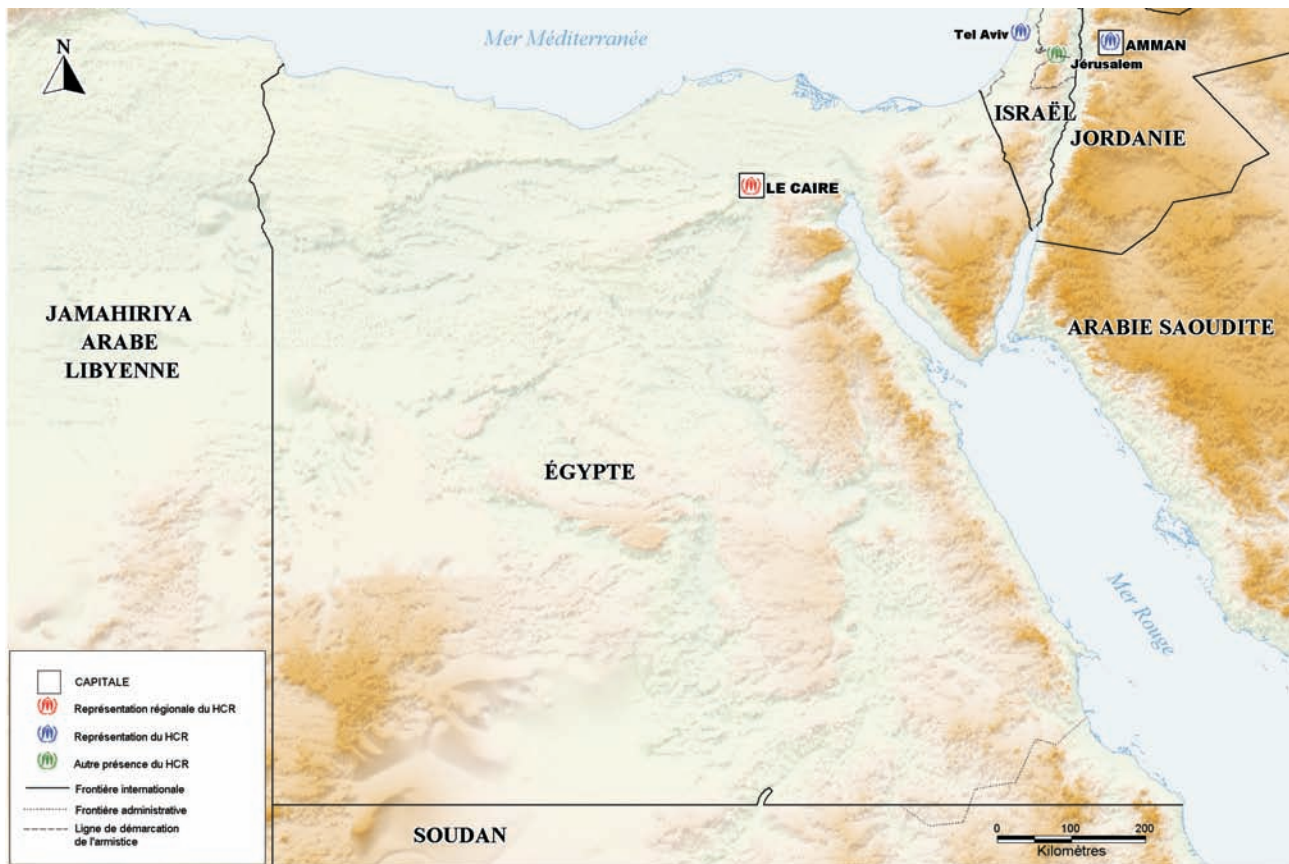 N
Mer Méditerranée
Tel Aviv
AMMAN
Jérusalem
ISRAËL
JORDANIE
LE CAIRE
JAMAHIRIYA
ARABE
LIBYENNE
ARABIE SAOUDITE
ÉGYPTE
Mer Rouge
CAPITALE
Représentation régionale du HCR
Représentation du HCR
Autre présence du HCR
Frontière internationale
Frontière administrative
Ligne de démarcation
de l'armistice
SOUDAN
0 100 200
Kilomètres